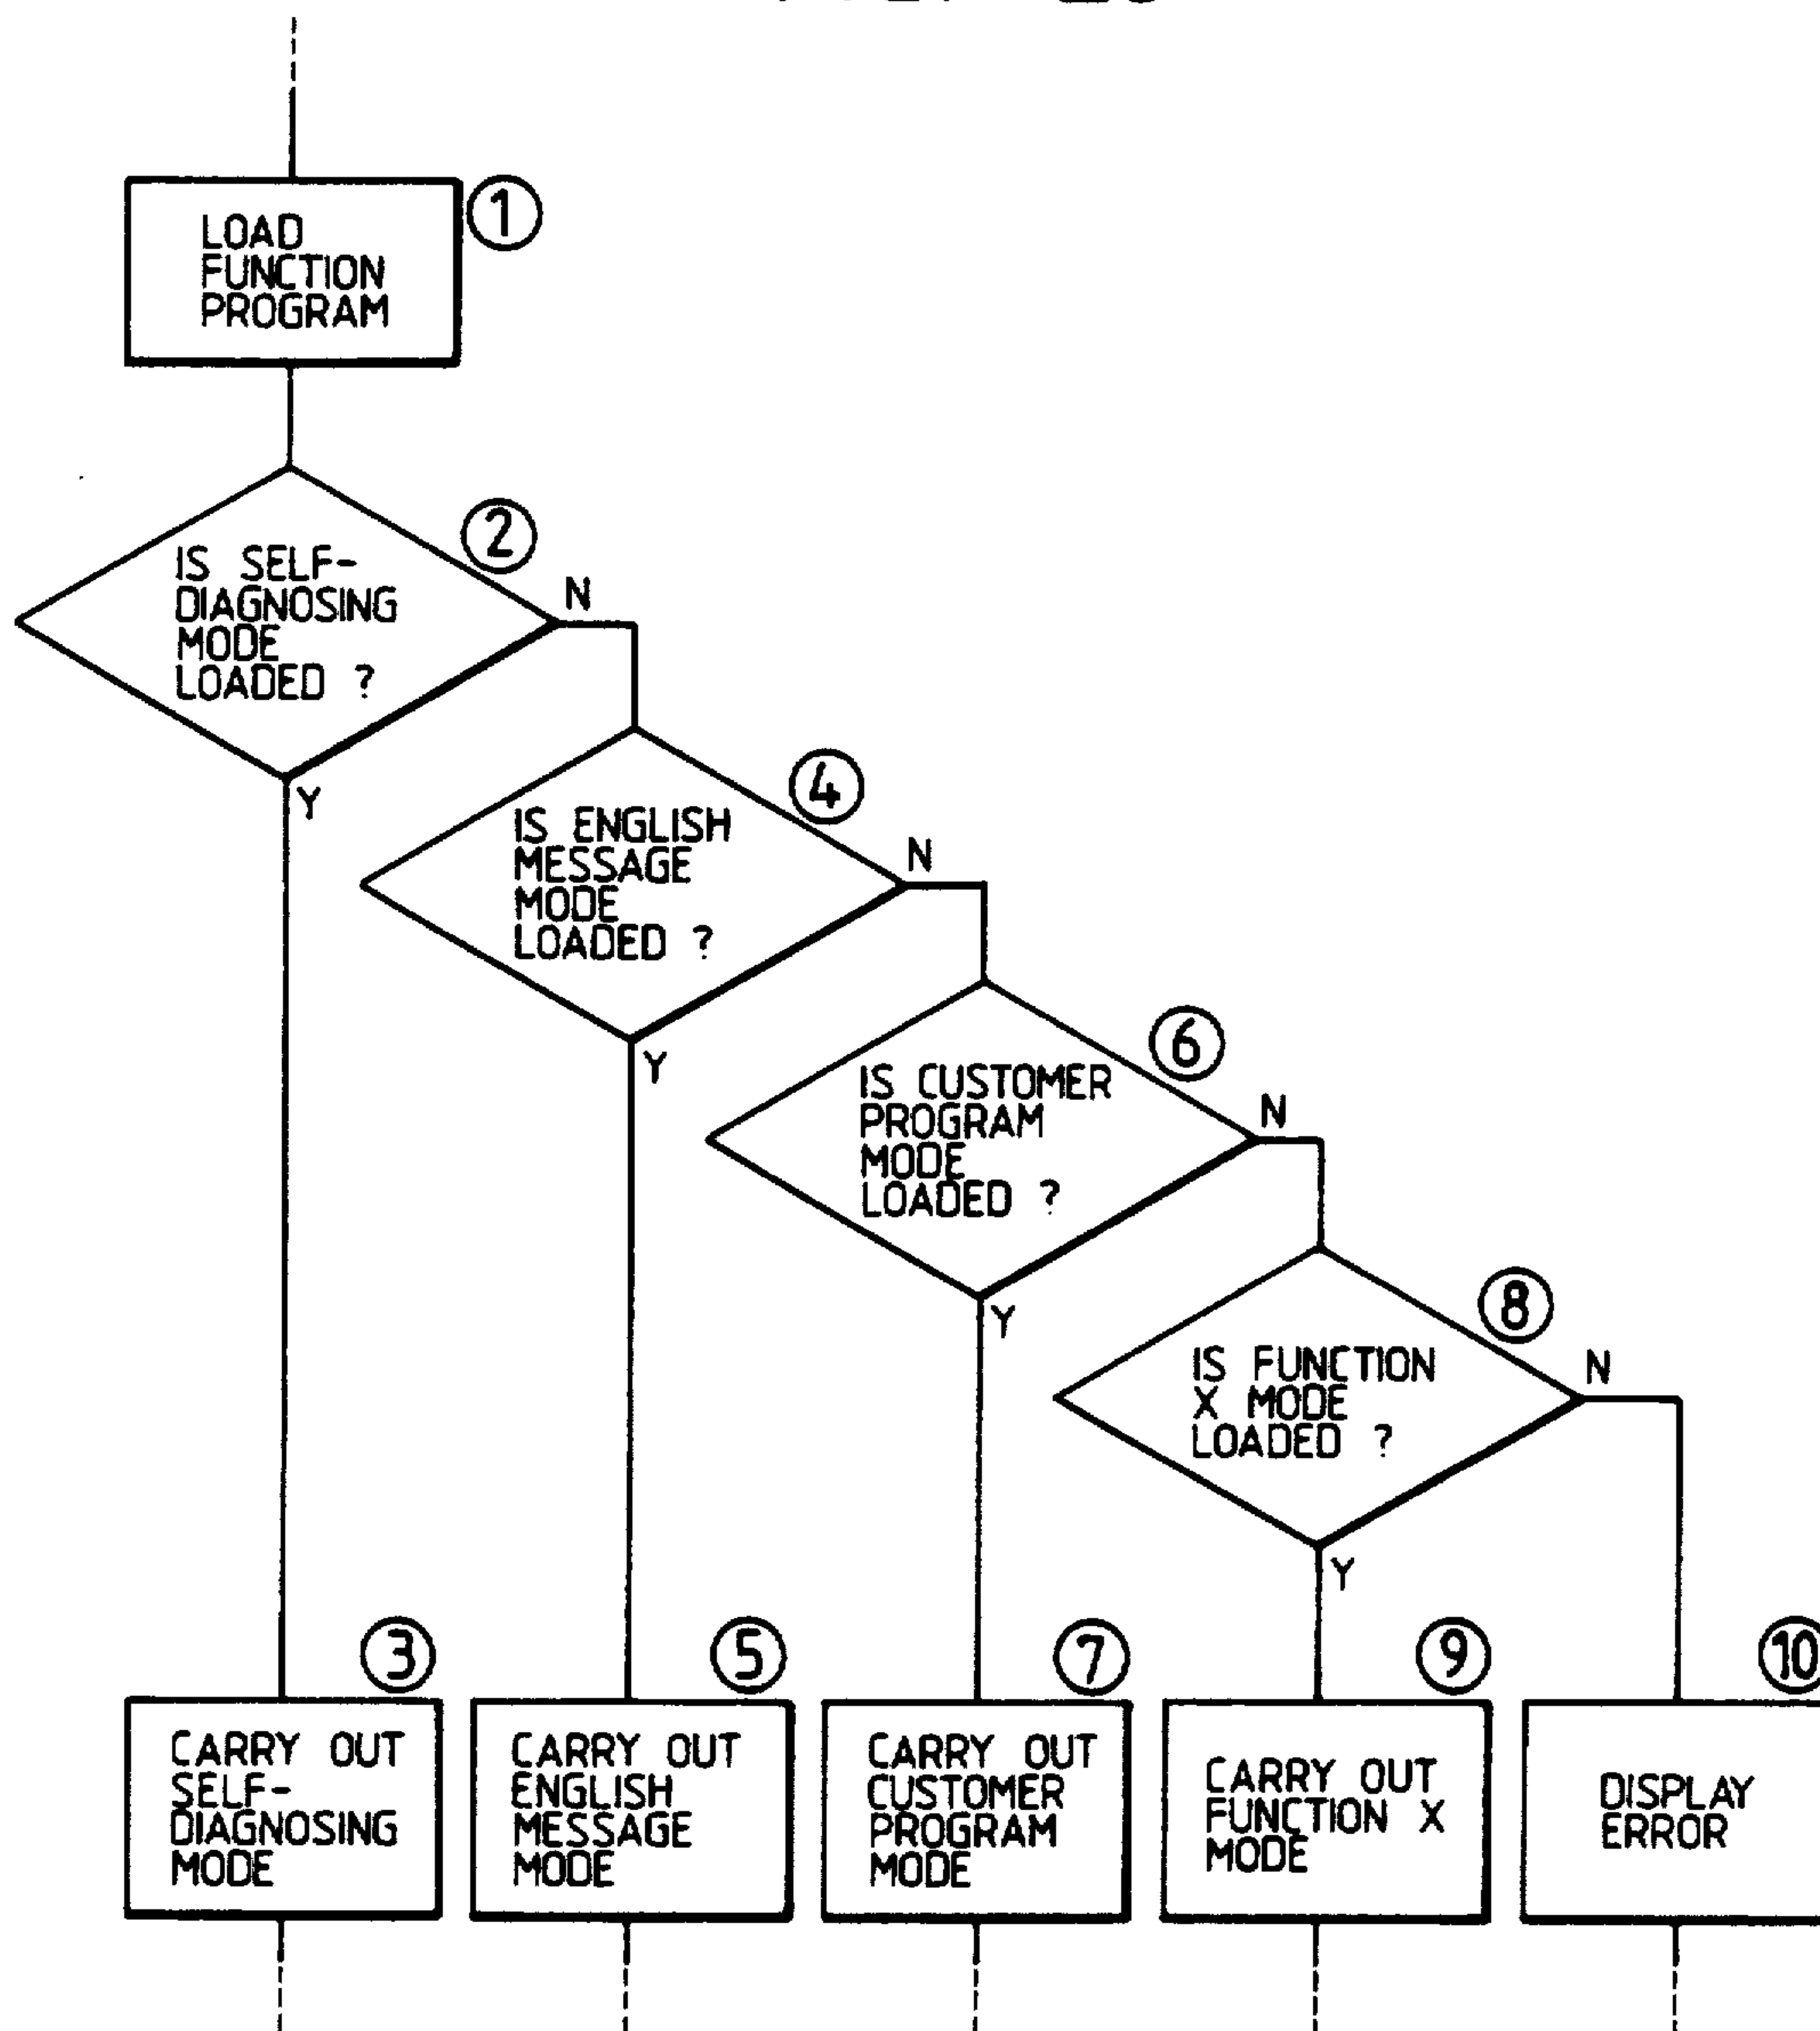 1
LOAD
FUNCTION
PROGRAM
2
IS SELF-
DIAGNOSING
MODE
LOADED ?
N
Y
4
IS ENGLISH
MESSAGE
MODE
LOADED ?
N
Y
6
IS CUSTOMER
PROGRAM
MODE
LOADED ?
N
Y
8
IS FUNCTION
X MODE
LOADED ?
N
Y
3
CARRY OUT
SELF-
DIAGNOSING
MODE
5
CARRY OUT
ENGLISH
MESSAGE
MODE
7
CARRY OUT
CUSTOMER
PROGRAM
MODE
9
CARRY OUT
FUNCTION X
MODE
10
DISPLAY
ERROR